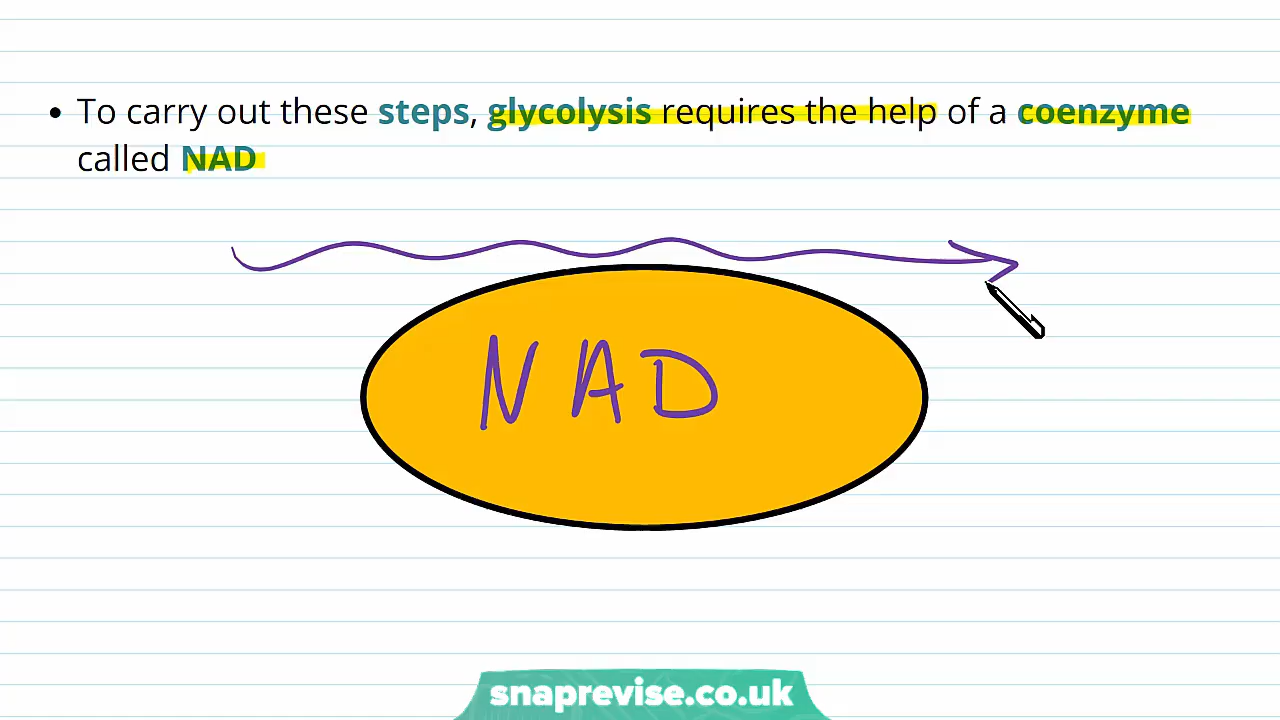 • To carry out these steps, glycolysis requires the help of a coenzyme
called NAD
NAD
snaprevise.co.uk